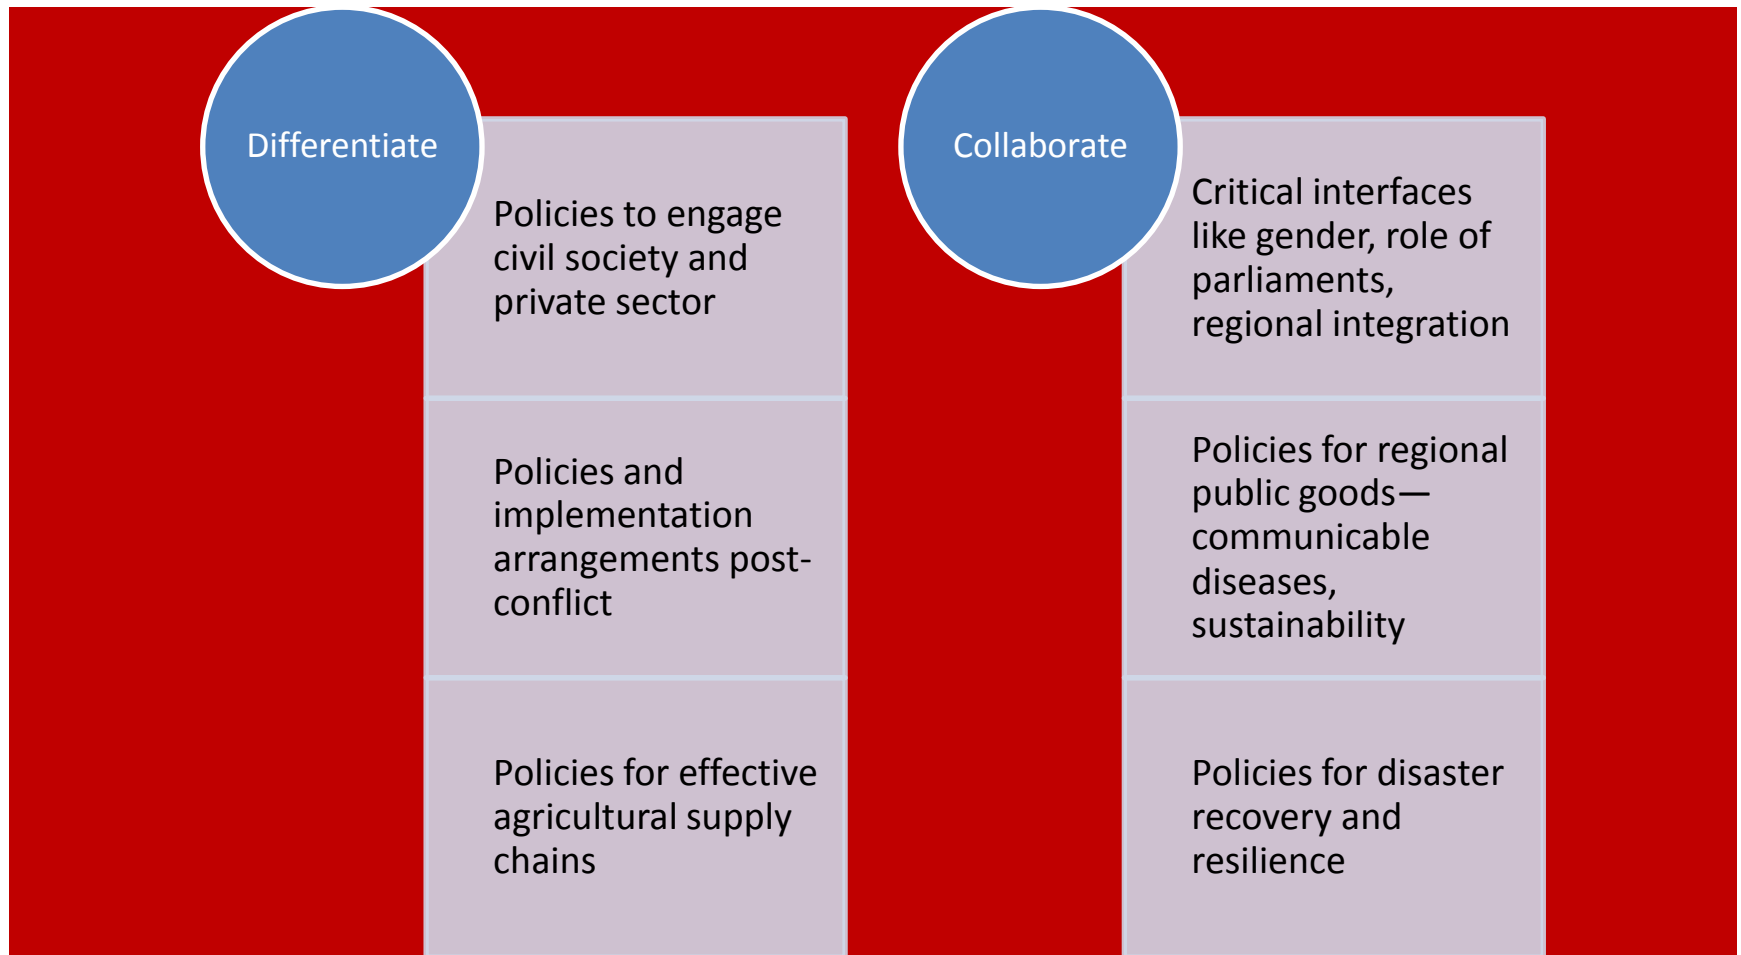 Differentiate
Policies to engage
civil society and
private sector
Policies and
implementation
arrangements post-
conflict
Policies for effective
agricultural supply
chains
Collaborate
Critical interfaces
like gender, role of
parliaments,
regional integration
Policies for regional
public goods—
communicable
diseases,
sustainability
Policies for disaster
recovery and
resilience